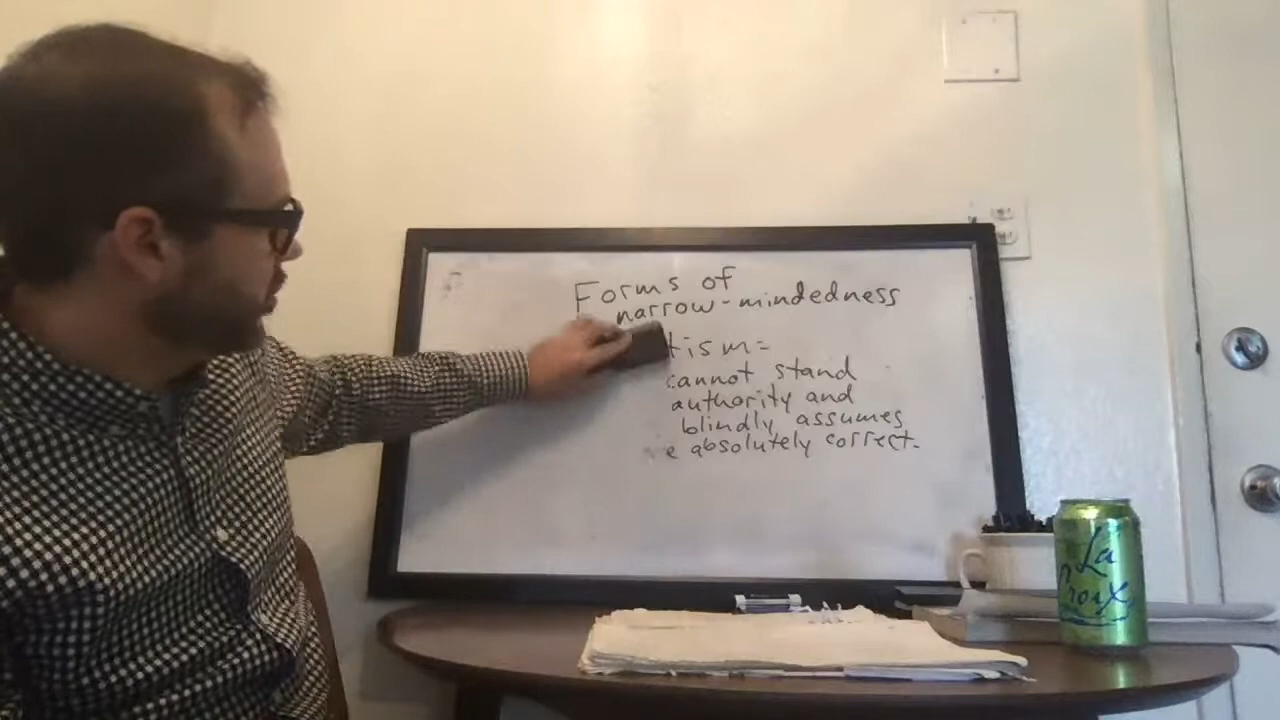 Forms of
narrow-mindedness
tism=
cannot stand
authority and
blindly assumes
e absolutely correct.
La
Croix